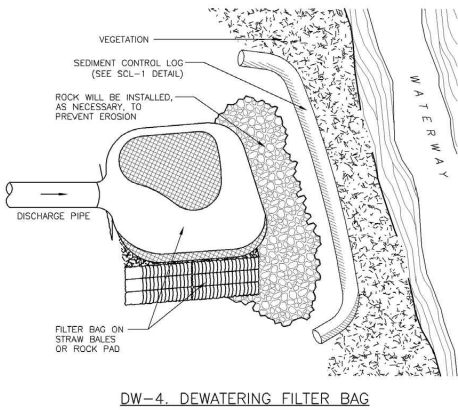 VEGETATION
SEDIMENT CONTROL LOG
(SEE SCL-1 DETAIL)
ROCK WILL BE INSTALLED,
AS NECESSARY, TO
PREVENT EROSION
WATERWAY
DISCHARGE PIPE
FILTER BAG ON
STRAW BALES
OR ROCK PAD
DW-4. DEWATERING FILTER BAG